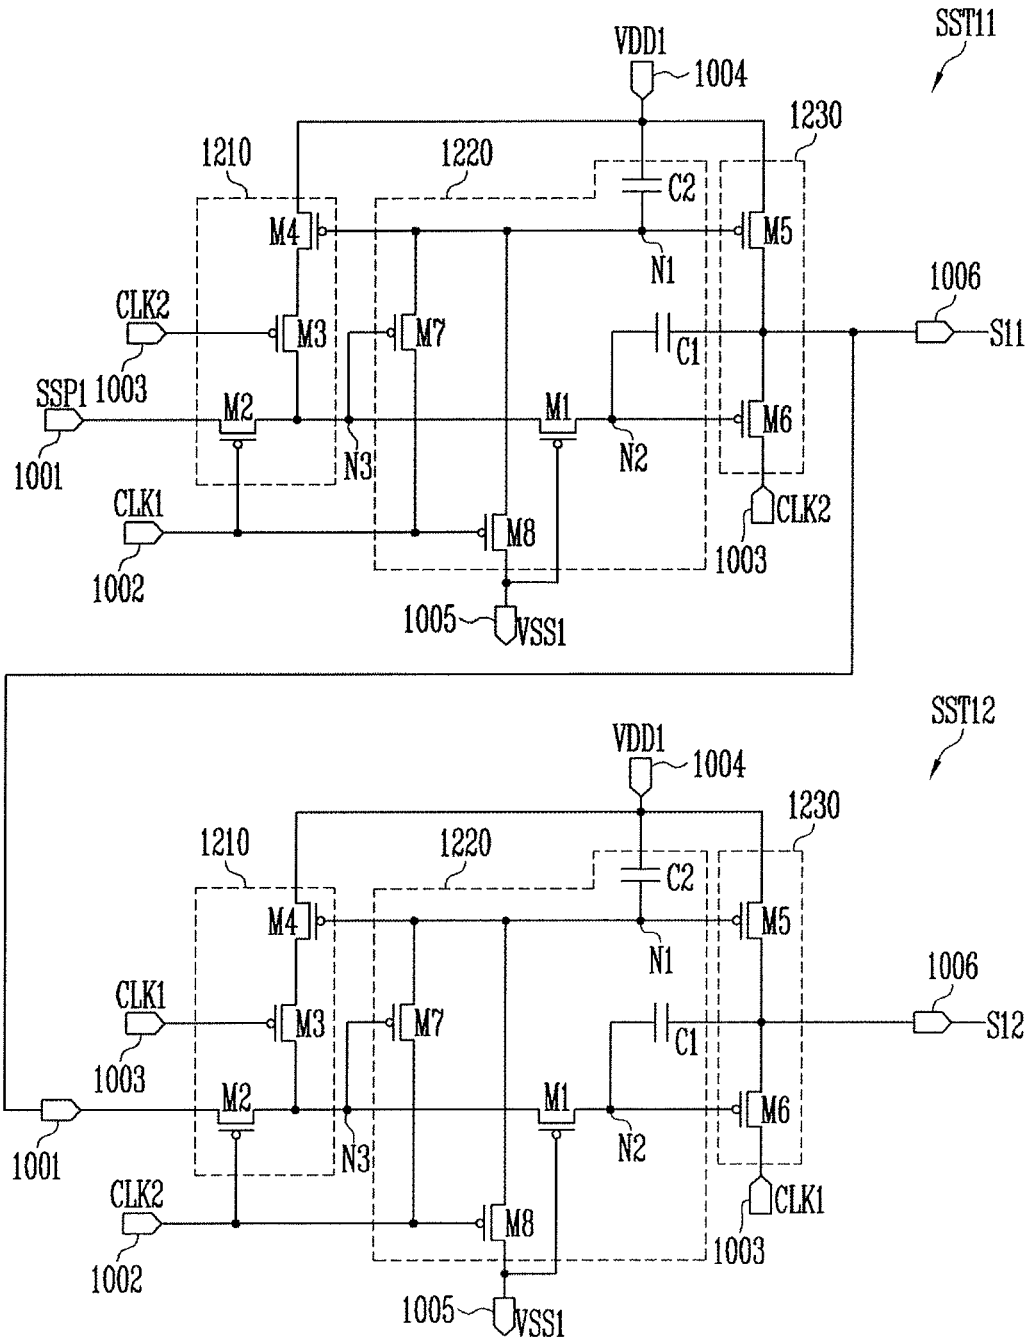 SST11
VDD1
1004
1230
1210
1220
C2
M4
M5
N1
CLK2
1006
M3
M7
C1
S11
1003
SSP1
M2
M1
M6
1001
N3
N2
CLK1
M8
CLK2
1002
1003
1005
VSS1
SST12
VDD1
1004
1230
1210
1220
C2
M4
M5
N1
CLK1
1006
M3
M7
C1
S12
1003
M2
M1
M6
1001
N3
N2
CLK2
M8
CLK1
1002
1003
1005
VSS1